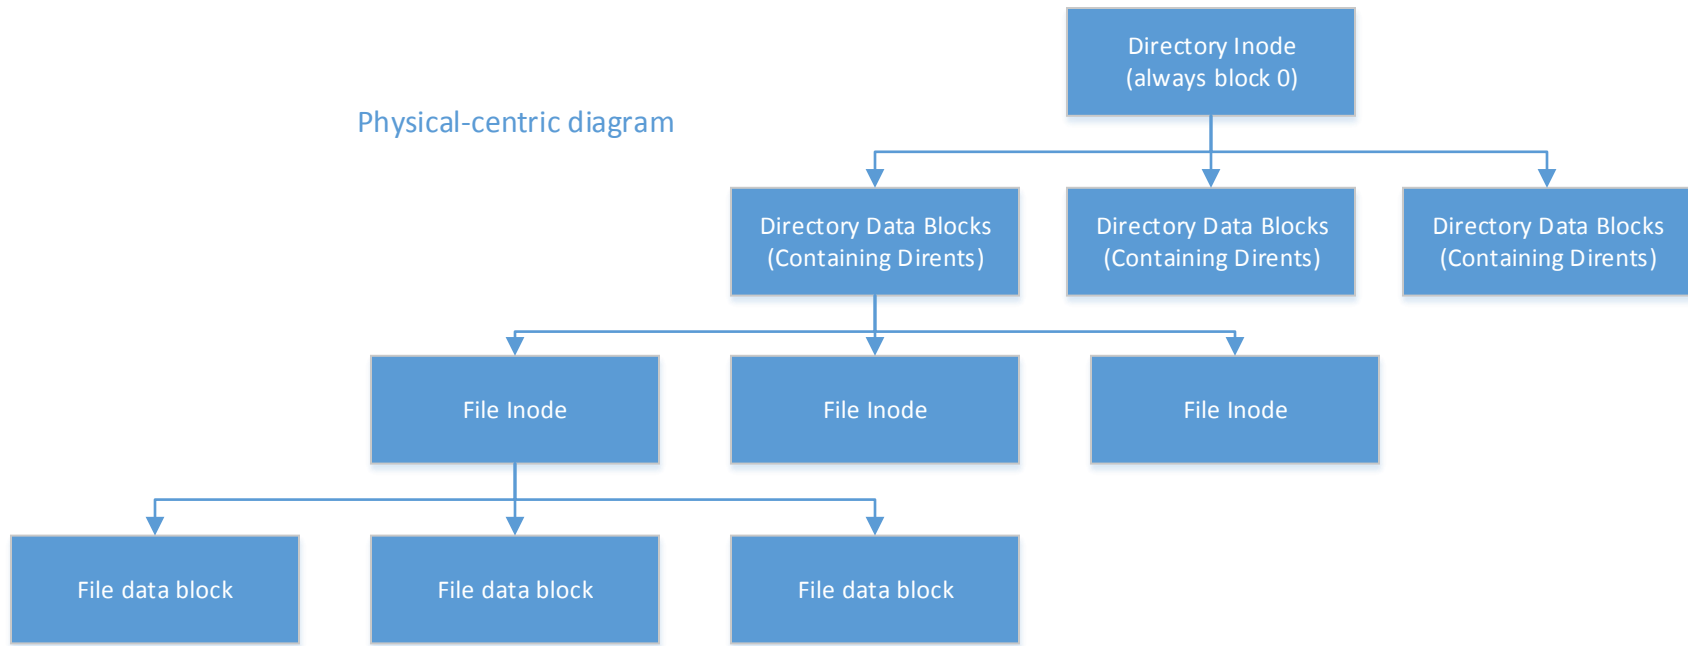 Directory Inode
(always block 0)
Physical-centric diagram
Directory Data Blocks
(Containing Dirents)
Directory Data Blocks
(Containing Dirents)
Directory Data Blocks
(Containing Dirents)
File Inode
File Inode
File Inode
File data block
File data block
File data block